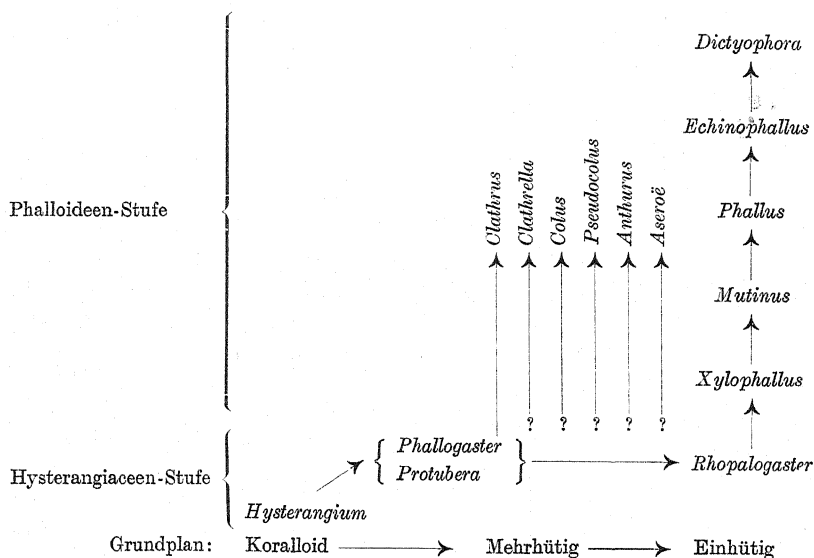 Dictyophora
Echinophallus
Phalloideen-Stufe
Clathrus
Clathrella
Colus
Pseudocolus
Anthurus
Aseroë
Phallus
Mutinus
Xylophallus
? ? ? ? ?
Hysterangiaceen-Stufe
Phallogaster
Protubera
Rhopalogaster
Hysterangium
Grundplan: Koralloid Mehrhütig Einhütig